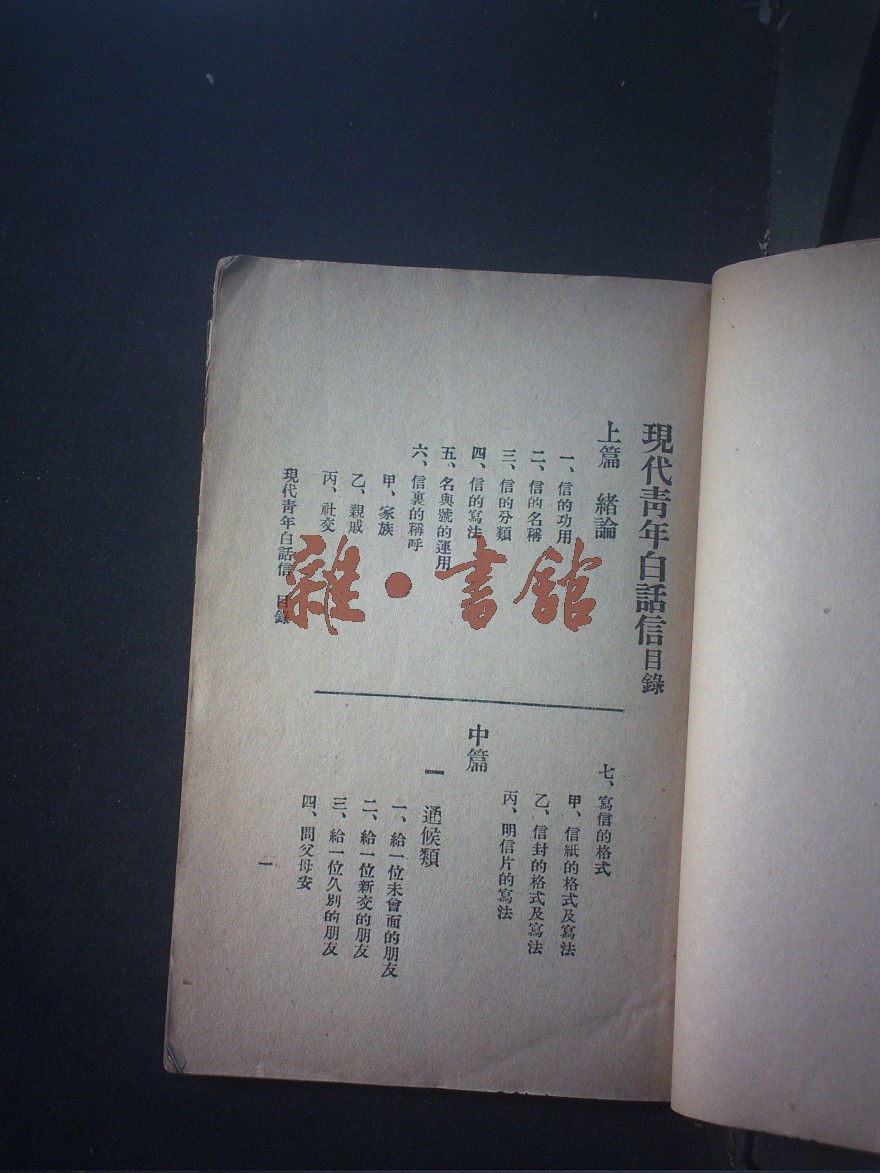 現代青年白話信目錄
上篇 緒論
一、信的功用
二、信的名稱
三、信的分類
四、信的寫法
五、名與號的運用
六、信裏的稱呼
甲、家族
乙、親戚
丙、社交
七、寫信的格式
甲、信紙的格式及寫法
乙、信封的格式及寫法
丙、明信片的寫法
中篇
一 通候類
一、給一位未會面的朋友
二、給一位新交的朋友
三、給一位久別的朋友
四、問父母安
現代青年白話信 目錄
一
雜·書館